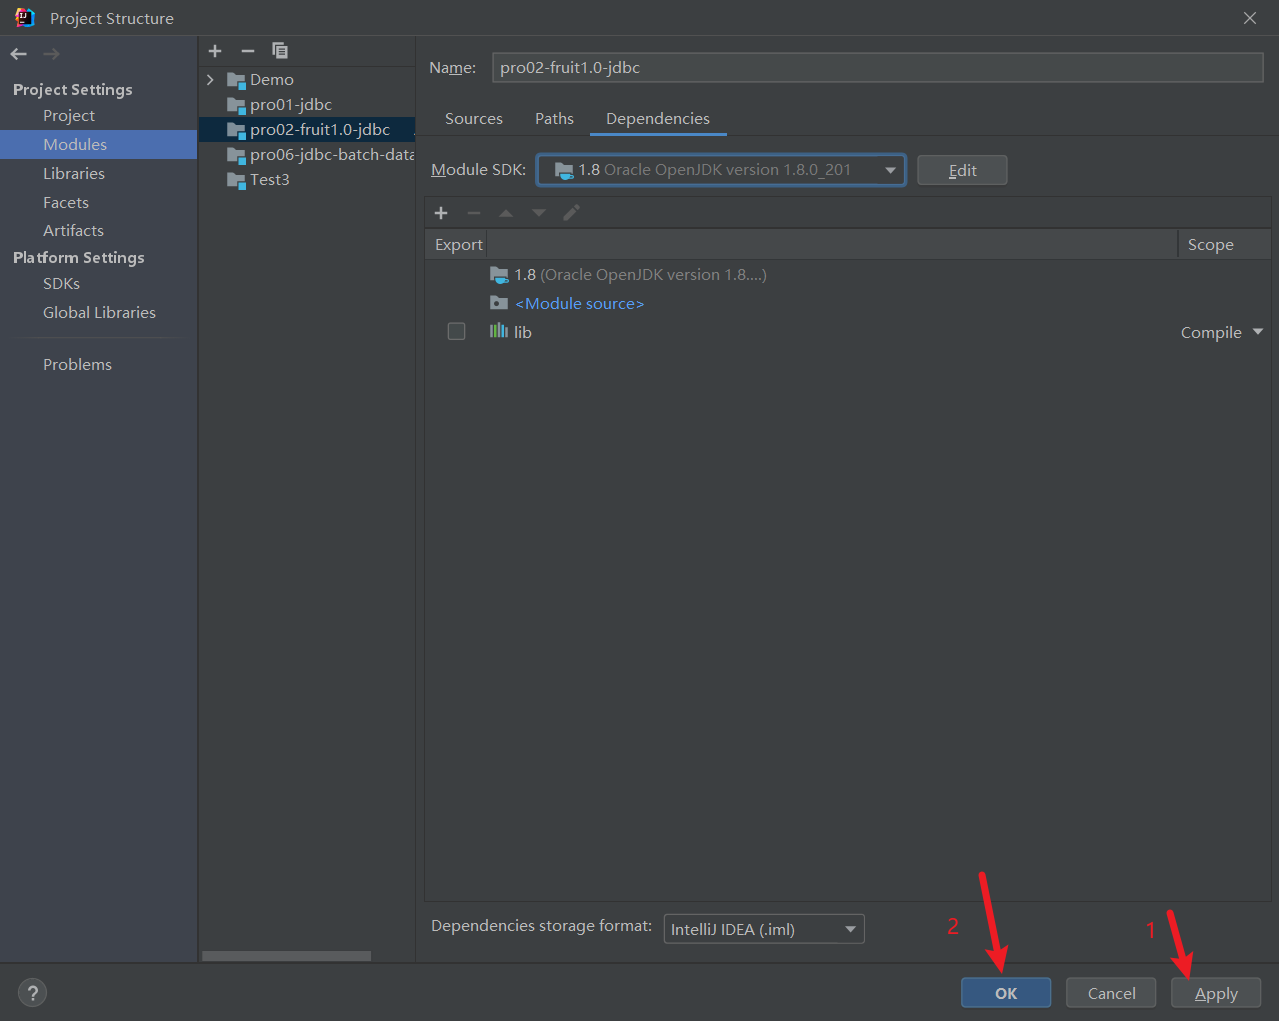 Project Structure
Project Settings
Project
Modules
Libraries
Facets
Artifacts
Platform Settings
SDKs
Global Libraries
Problems
Demo
pro01-jdbc
pro02-fruit1.0-jdbc
pro06-jdbc-batch-data
Test3
Name: pro02-fruit1.0-jdbc
Sources Paths Dependencies
Module SDK: 1.8 Oracle OpenJDK version 1.8.0_201 Edit
Export Scope
1.8 (Oracle OpenJDK version 1.8....)
<Module source>
lib Compile
Dependencies storage format: IntelliJ IDEA (.iml)
2 1
? OK Cancel Apply